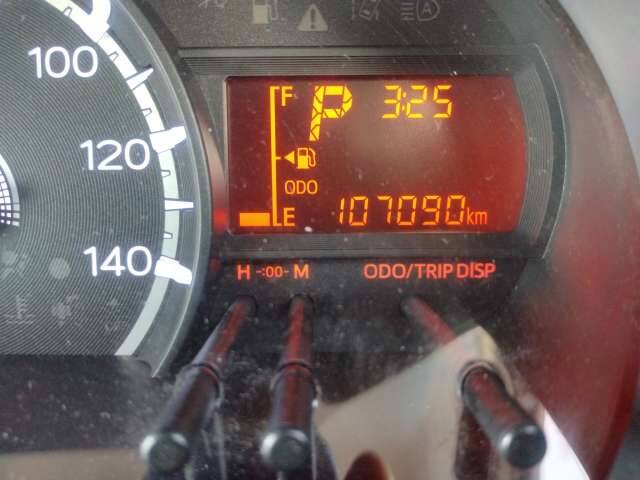 100
120
140
F
P 3:25
ODO
E 107090km
H -:00- M ODO/TRIP DISP